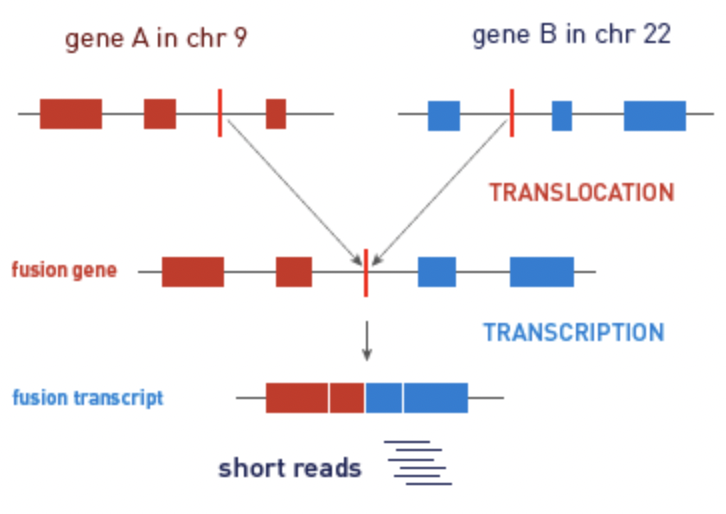 gene A in chr 9
gene B in chr 22
TRANSLOCATION
fusion gene
TRANSCRIPTION
fusion transcript
short reads